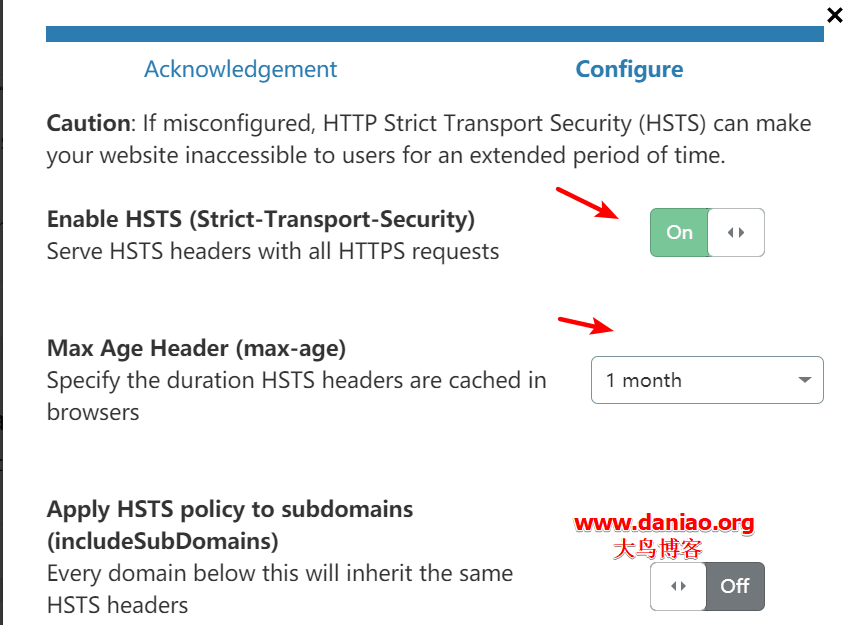 Acknowledgement
Configure
Caution: If misconfigured, HTTP Strict Transport Security (HSTS) can make
your website inaccessible to users for an extended period of time.
Enable HSTS (Strict-Transport-Security)
Serve HSTS headers with all HTTPS requests
On
Max Age Header (max-age)
Specify the duration HSTS headers are cached in
browsers
1 month
Apply HSTS policy to subdomains
(includeSubDomains)
Every domain below this will inherit the same
HSTS headers
www.daniao.org
大鸟博客
Off